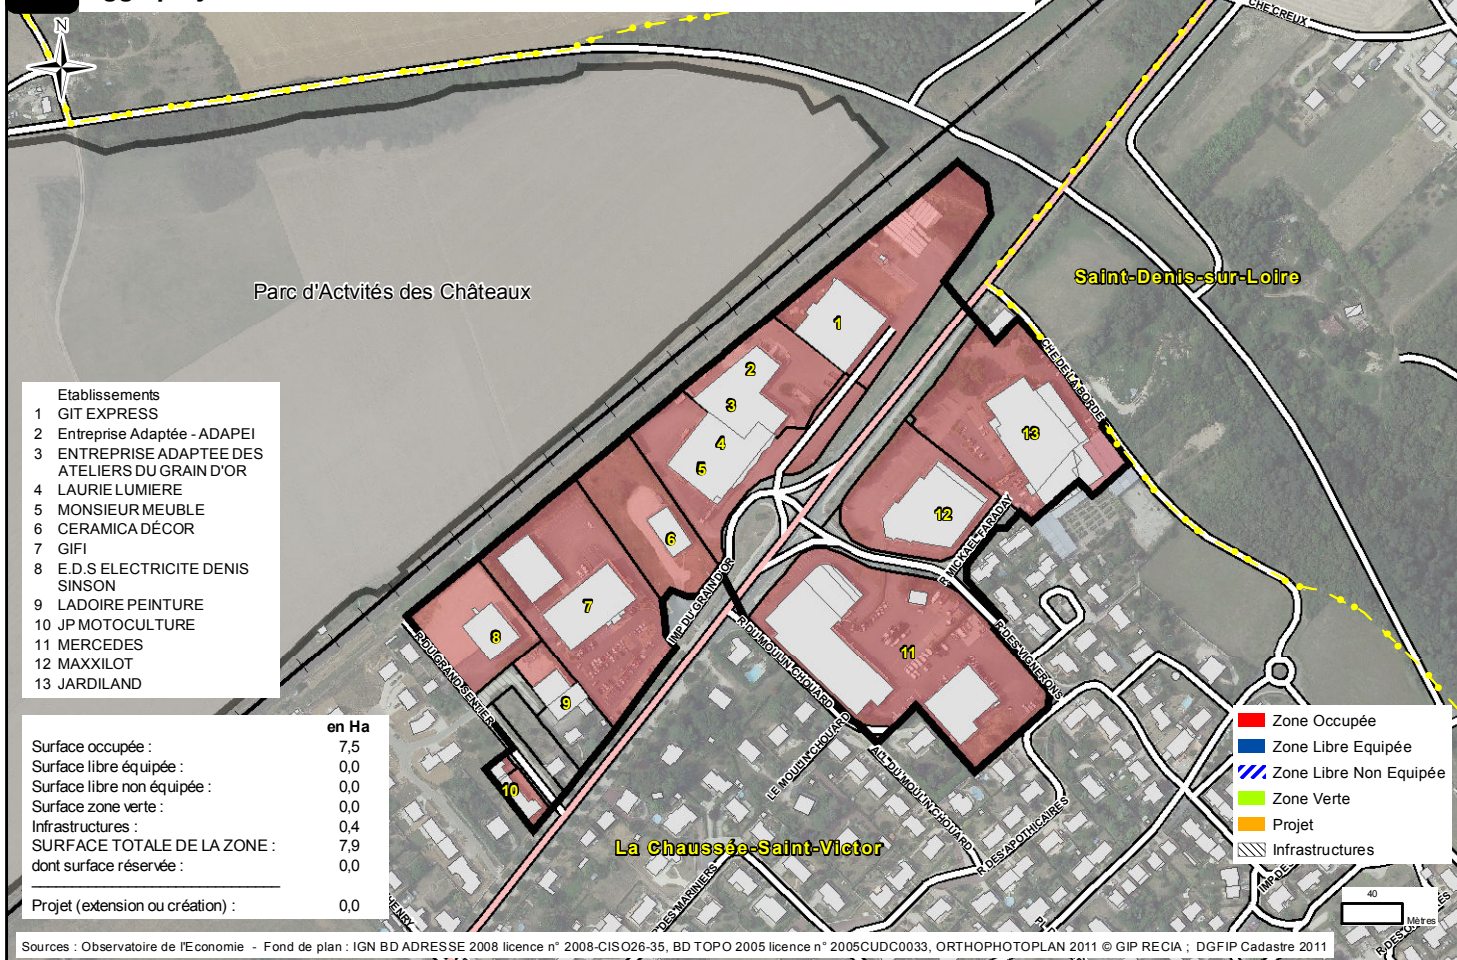 N
CHE CREUX
Parc d'Actvités des Châteaux
Saint-Denis-sur-Loire
CHE DE LA BORDE
Etablissements
1 GIT EXPRESS
2 Entreprise Adaptée - ADAPEI
3 ENTREPRISE ADAPTEE DES
ATELIERS DU GRAIN D'OR
4 LAURIE LUMIERE
5 MONSIEUR MEUBLE
6 CERAMICA DÉCOR
7 GIFI
8 E.D.S ELECTRICITE DENIS
SINSON
9 LADOIRE PEINTURE
10 JP MOTOCULTURE
11 MERCEDES
12 MAXXILOT
13 JARDILAND
1
2
3
4
5
6
7
8
9
10
11
12
13
IMP DU GRAIN D'OR
R MICKAEL FARADAY
R DU MOULIN CHOUARD
R DES VIGNERONS
R DU GRAND SENTIER
LE MOULIN CHOUARD
ALL DU MOULIN CHOUARD
R DES APOTHICAIRES
La Chaussée-Saint-Victor
DES MARINIERS
HENRY
IMP DE
en Ha
Surface occupée : 7,5
Surface libre équipée : 0,0
Surface libre non équipée : 0,0
Surface zone verte : 0,0
Infrastructures : 0,4
SURFACE TOTALE DE LA ZONE : 7,9
dont surface réservée : 0,0
Projet (extension ou création) : 0,0
Zone Occupée
Zone Libre Equipée
Zone Libre Non Equipée
Zone Verte
Projet
Infrastructures
40
Mètres
Sources : Observatoire de l'Economie - Fond de plan : IGN BD ADRESSE 2008 licence n° 2008-CISO26-35, BD TOPO 2005 licence n° 2005CUDC0033, ORTHOPHOTOPLAN 2011 © GIP RECIA ; DGFIP Cadastre 2011